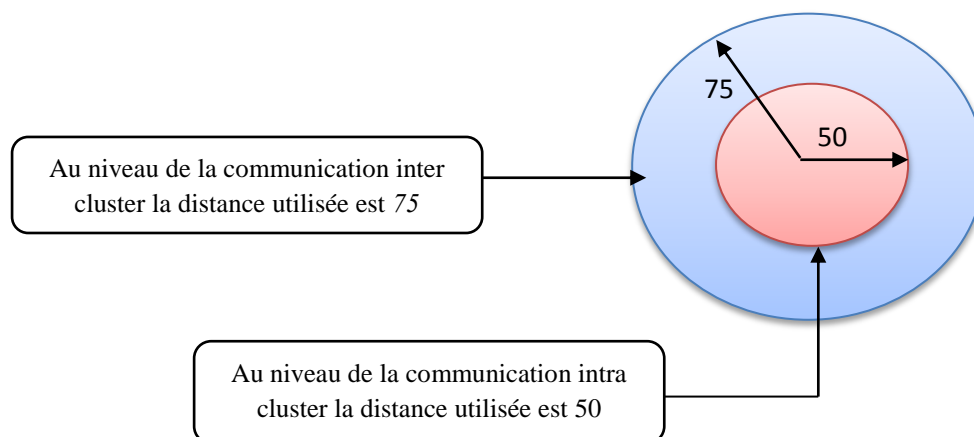 75
50
Au niveau de la communication inter
cluster la distance utilisée est 75
Au niveau de la communication intra
cluster la distance utilisée est 50